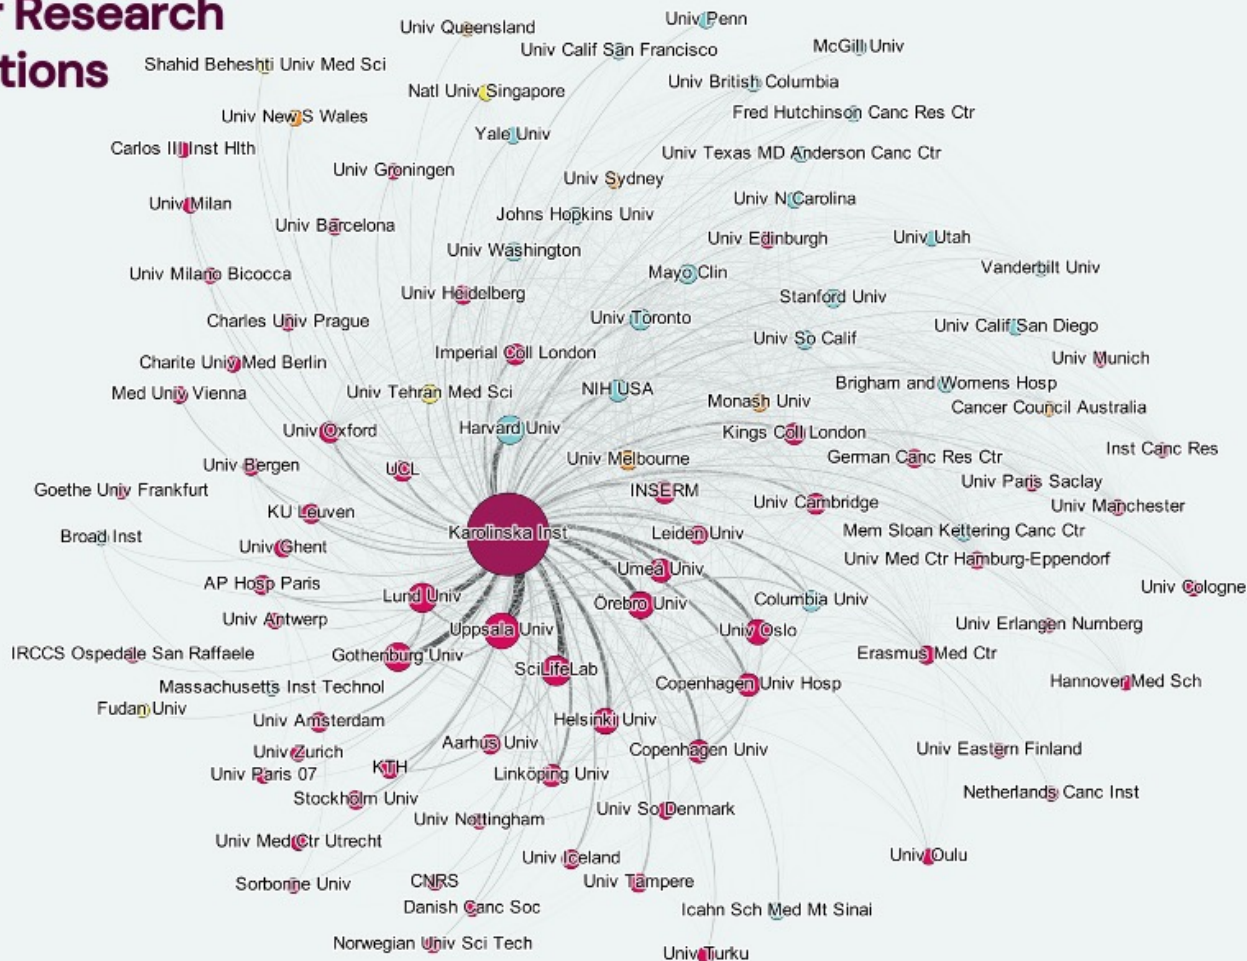 Research
tions
Univ Queensland
Univ Penn
Univ Calif San Francisco
McGill Univ
Shahid Beheshti Univ Med Sci
Natl Univ Singapore
Univ British Columbia
Univ New S Wales
Fred Hutchinson Canc Res Ctr
Yale Univ
Carlos III Inst Hlth
Univ Texas MD Anderson Canc Ctr
Univ Groningen
Univ Sydney
Univ Milan
Univ N Carolina
Johns Hopkins Univ
Univ Barcelona
Univ Edinburgh
Univ Utah
Univ Washington
Univ Milano Bicocca
Mayo Clin
Vanderbilt Univ
Univ Heidelberg
Stanford Univ
Charles Univ Prague
Univ Toronto
Univ Calif San Diego
Univ So Calif
Imperial Coll London
Charite Univ Med Berlin
Univ Munich
Med Univ Vienna
Univ Tehran Med Sci
NIH USA
Brigham and Womens Hosp
Monash Univ
Cancer Council Australia
Univ Oxford
Harvard Univ
Kings Coll London
Inst Canc Res
Univ Bergen
UCL
Univ Melbourne
German Canc Res Ctr
Goethe Univ Frankfurt
INSERM
Univ Paris Saclay
KU Leuven
Univ Cambridge
Univ Manchester
Broad Inst
Karolinska Inst
Leiden Univ
Mem Sloan Kettering Canc Ctr
Univ Ghent
Univ Med Ctr Hamburg-Eppendorf
Umeå Univ
AP Hosp Paris
Univ Cologne
Lund Univ
Örebro Univ
Columbia Univ
Univ Antwerp
Uppsala Univ
Univ Oslo
Univ Erlangen Nurnberg
IRCCS Ospedale San Raffaele
Gothenburg Univ
Erasmus Med Ctr
SciLifeLab
Massachusetts Inst Technol
Copenhagen Univ Hosp
Hannover Med Sch
Fudan Univ
Univ Amsterdam
Helsinki Univ
Univ Zurich
Aarhus Univ
Copenhagen Univ
Univ Eastern Finland
Univ Paris 07
KTH
Linköping Univ
Stockholm Univ
Netherlands Canc Inst
Univ Nottingham
Univ So Denmark
Univ Med Ctr Utrecht
Univ Iceland
Univ Oulu
Sorbonne Univ
CNRS
Univ Tampere
Danish Canc Soc
Icahn Sch Med Mt Sinai
Norwegian Univ Sci Tech
Univ Turku